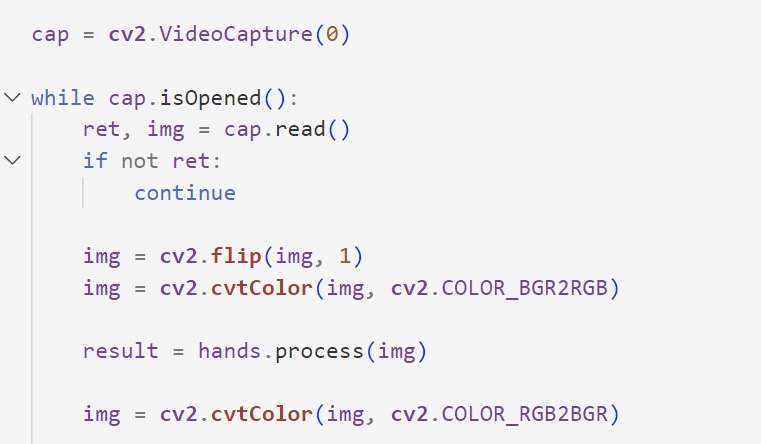 cap = cv2.VideoCapture(0)
while cap.isOpened():
    ret, img = cap.read()
    if not ret:
        continue
    img = cv2.flip(img, 1)
    img = cv2.cvtColor(img, cv2.COLOR_BGR2RGB)
    result = hands.process(img)
    img = cv2.cvtColor(img, cv2.COLOR_RGB2BGR)